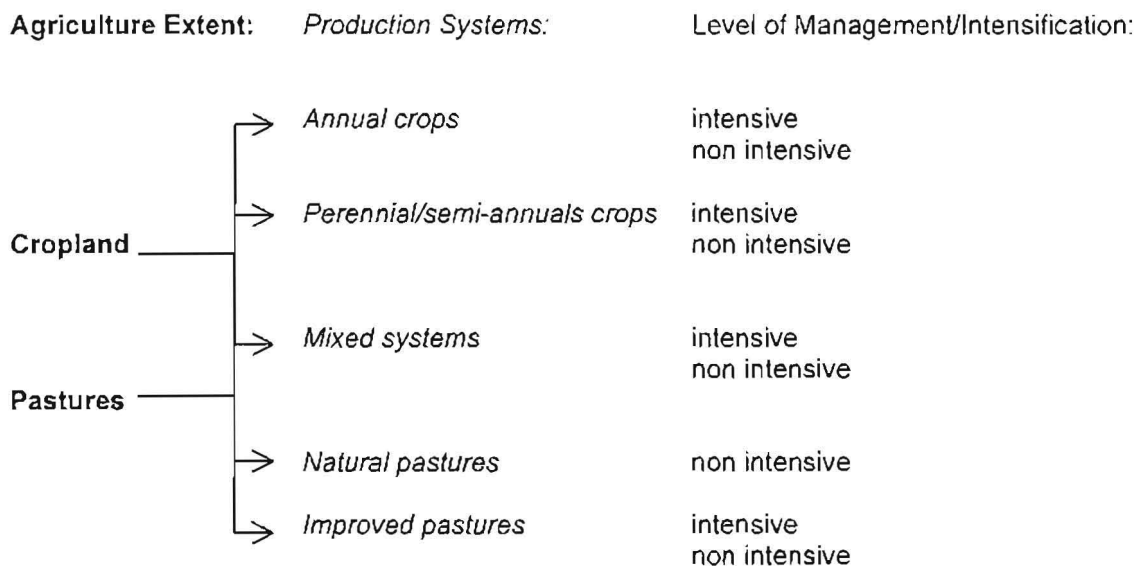 Agriculture Extent: Production Systems: Level of Management/Intensification:
Annual crops intensive
non intensive
Perennial/semi-annuals crops intensive
Cropland non intensive
Mixed systems intensive
non intensive
Pastures
Natural pastures non intensive
Improved pastures intensive
non intensive